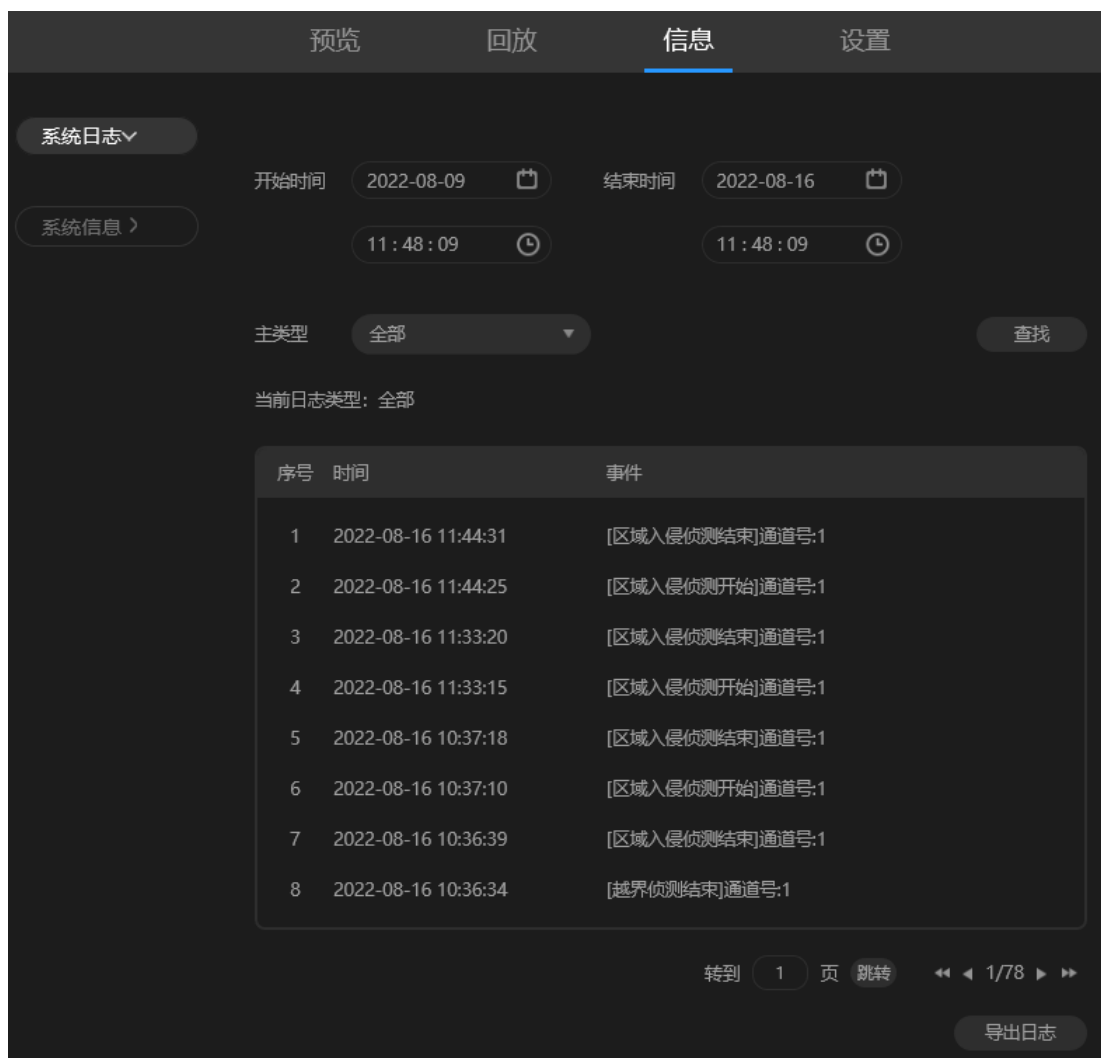 预览 回放 信息 设置
系统日志
开始时间 2022-08-09 结束时间 2022-08-16
系统信息
11 : 48 : 09 11 : 48 : 09
主类型 全部 查找
当前日志类型: 全部
序号 时间 事件
1 2022-08-16 11:44:31 [区域入侵侦测结束]通道号:1
2 2022-08-16 11:44:25 [区域入侵侦测开始]通道号:1
3 2022-08-16 11:33:20 [区域入侵侦测结束]通道号:1
4 2022-08-16 11:33:15 [区域入侵侦测开始]通道号:1
5 2022-08-16 10:37:18 [区域入侵侦测结束]通道号:1
6 2022-08-16 10:37:10 [区域入侵侦测开始]通道号:1
7 2022-08-16 10:36:39 [区域入侵侦测结束]通道号:1
8 2022-08-16 10:36:34 [越界侦测结束]通道号:1
转到 1 页 跳转 1/78
导出日志